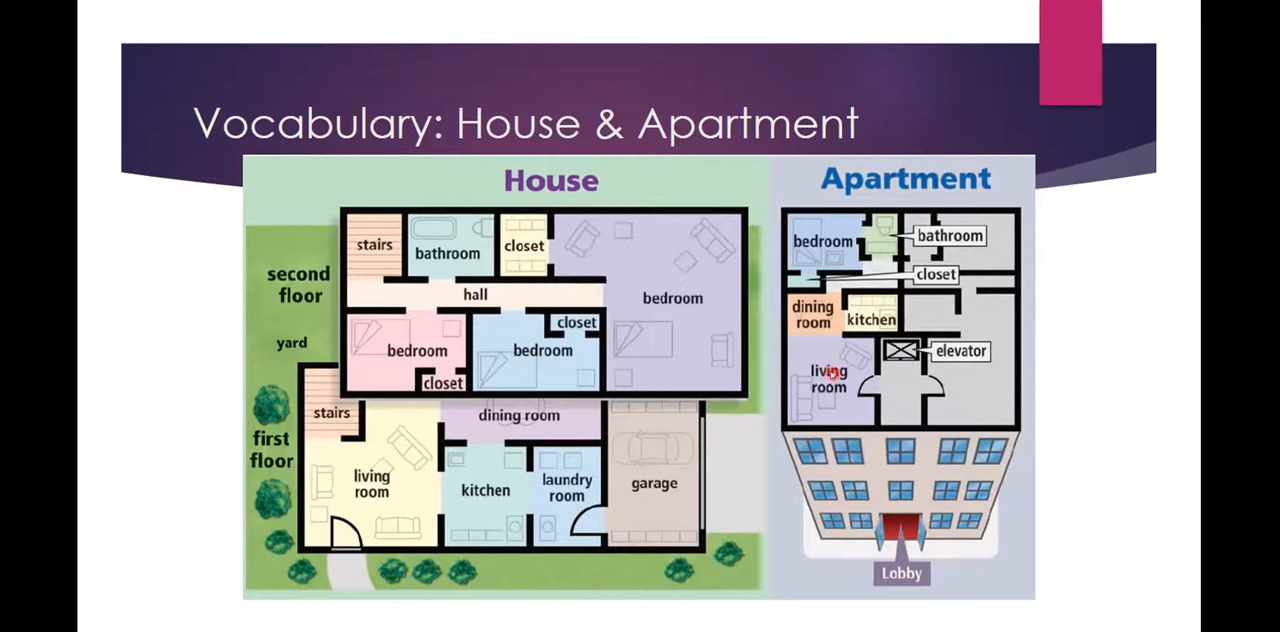 Vocabulary: House & Apartment
House
stairs
bathroom
closet
second
floor
hall
bedroom
yard
bedroom
closet
bedroom
closet
stairs
dining room
first
floor
living
room
kitchen
laundry
room
garage
Apartment
bedroom
bathroom
closet
dining
room
kitchen
elevator
living
room
Lobby